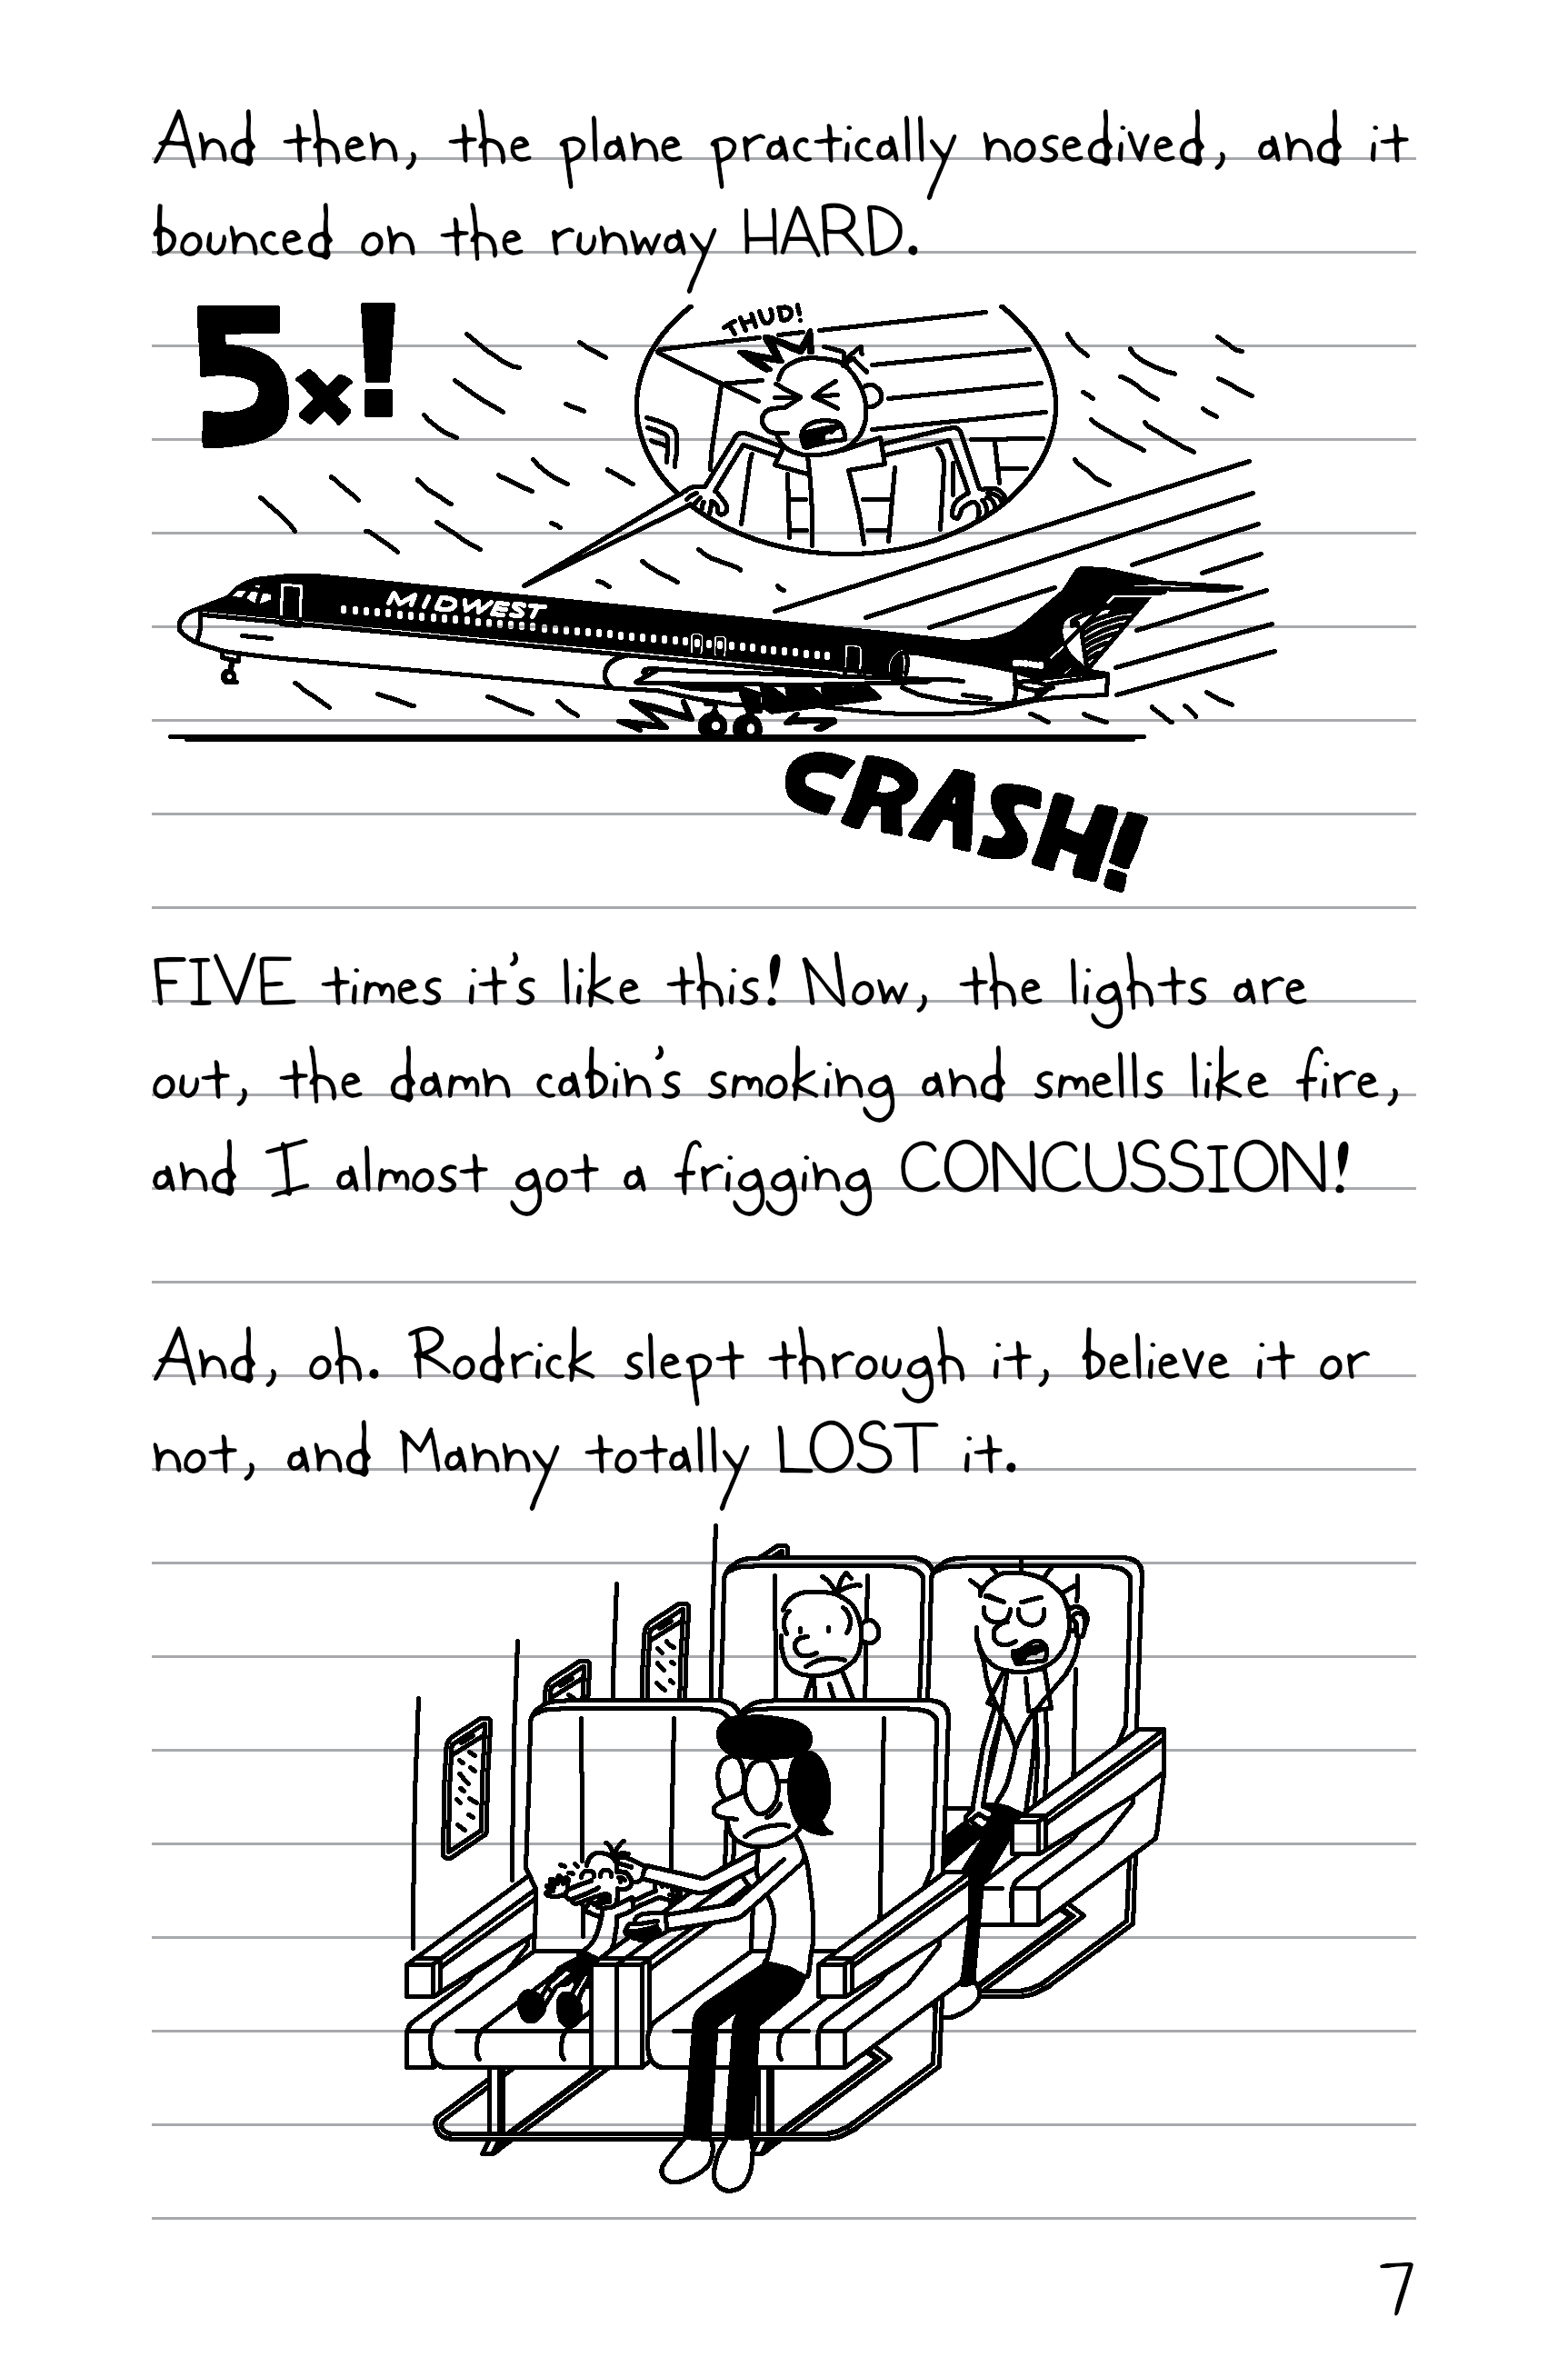 And then, the plane practically nosedived, and it
bounced on the runway HARD.
5x!
THUD!
MIDWEST
CRASH!
FIVE times it's like this! Now, the lights are
out, the damn cabin's smoking and smells like fire,
and I almost got a frigging CONCUSSION!
And, oh. Rodrick slept through it, believe it or
not, and Manny totally LOST it.
7